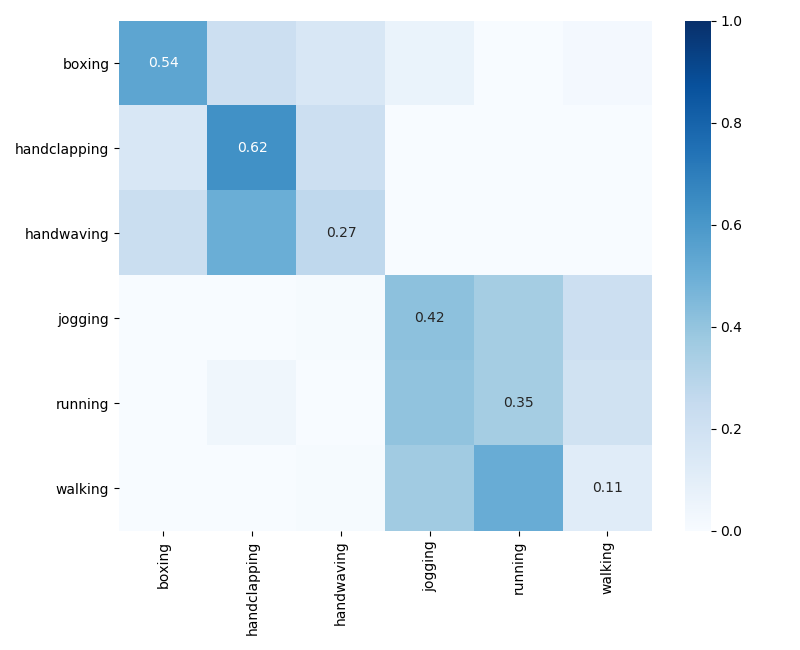 1.0
boxing
0.54
0.8
handclapping
0.62
0.6
handwaving
0.27
jogging
0.42
0.4
running
0.35
0.2
walking
0.11
0.0
boxing
handclapping
handwaving
jogging
running
walking